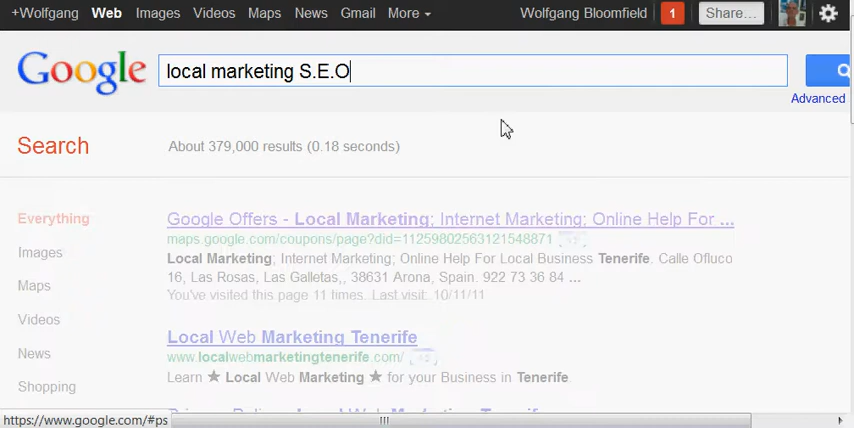 +Wolfgang Web Images Videos Maps News Gmail More Wolfgang Bloomfield 1 Share...
Google local marketing S.E.O
Advanced
Search About 379,000 results (0.18 seconds)
Everything
Google Offers - Local Marketing; Internet Marketing; Online Help For ...
maps.google.com/coupons/page?did=11259802563121548871
Images
Local Marketing; Internet Marketing; Online Help For Local Business Tenerife. Calle Ofluco
16, Las Rosas, Las Galletas,, 38631 Arona, Spain. 922 73 36 84 ...
Maps
You've visited this page 11 times. Last visit: 10/11/11
Videos
Local Web Marketing Tenerife
News
www.localwebmarketingtenerife.com/
Learn ★ Local Web Marketing ★ for your Business in Tenerife.
Shopping
https://www.google.com/#ps